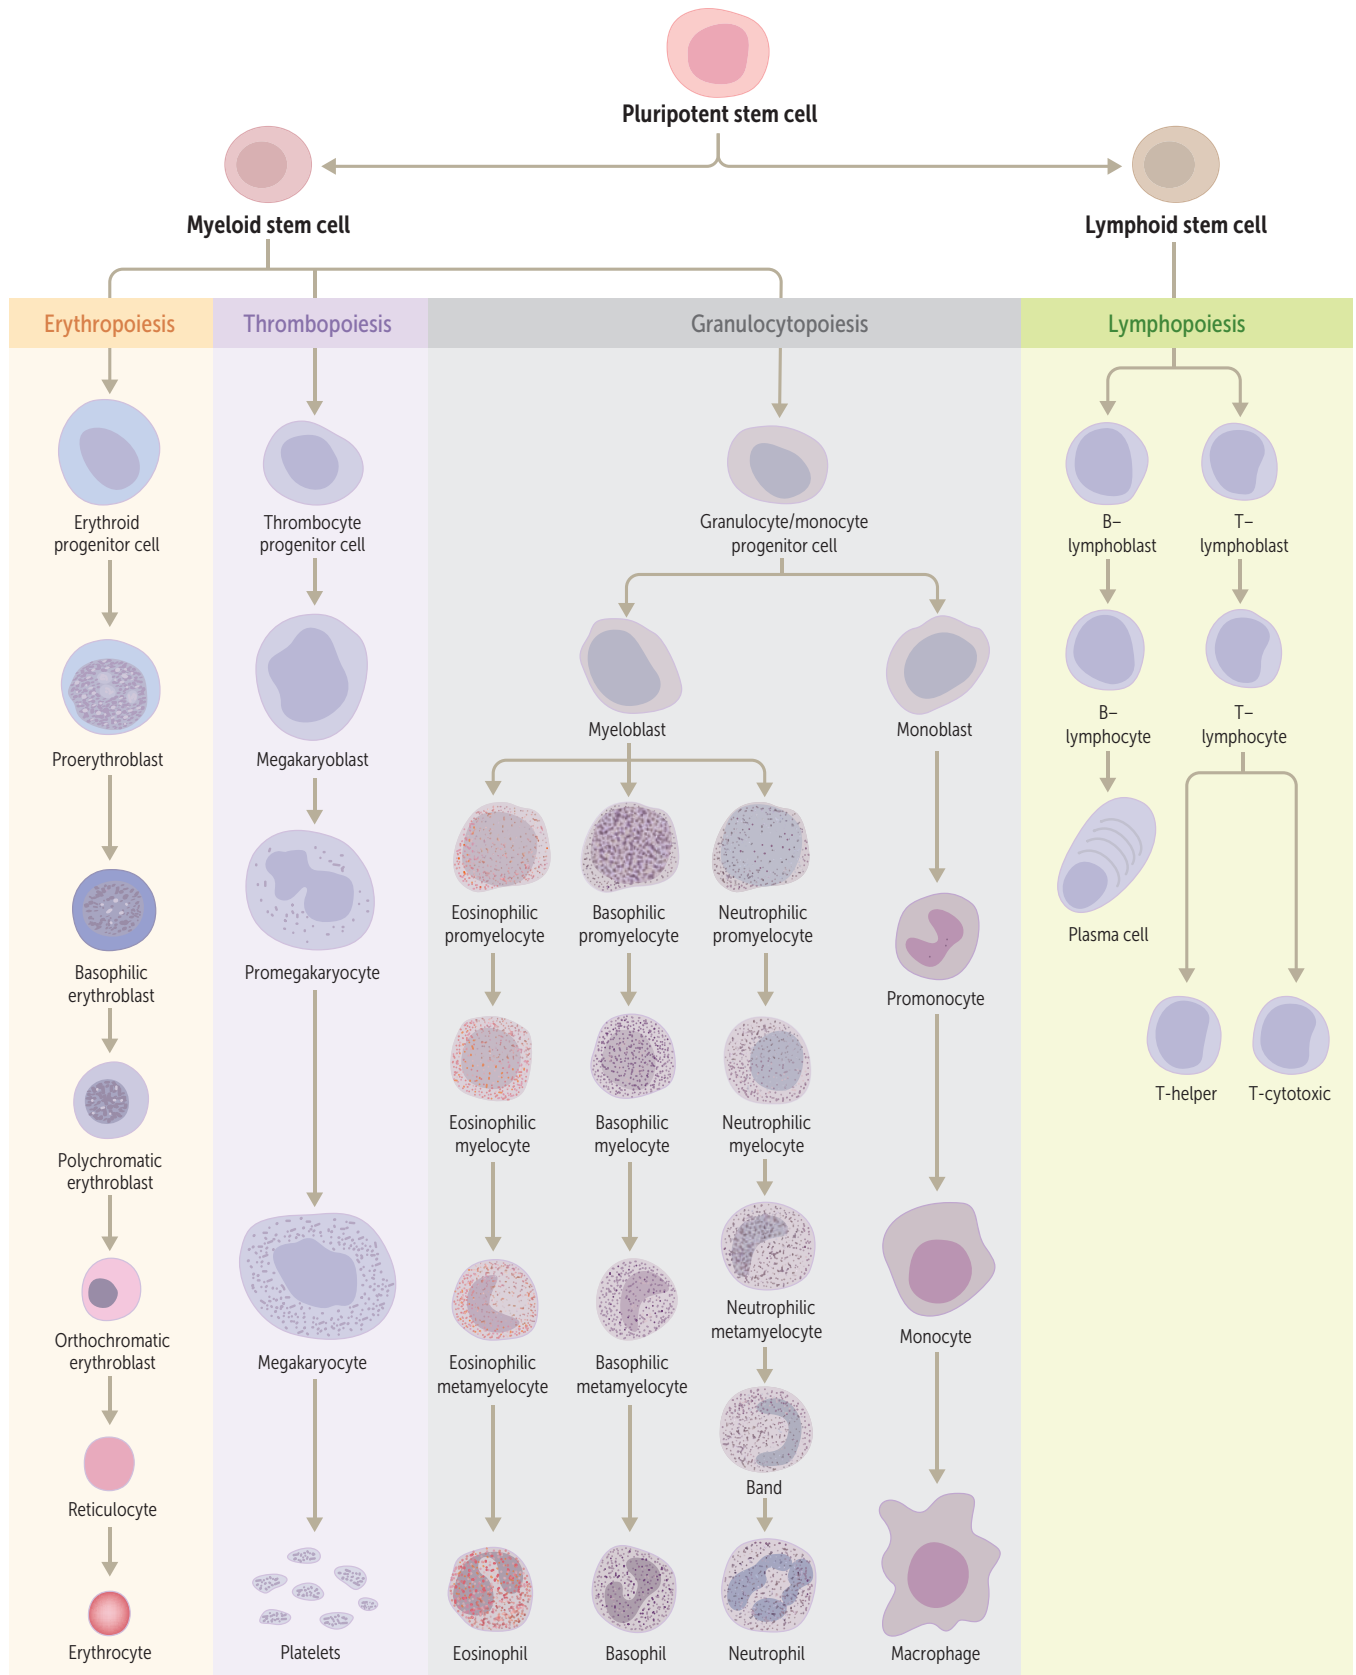 Pluripotent stem cell
Myeloid stem cell
Lymphoid stem cell
Erythropoiesis
Thrombopoiesis
Granulocytopoiesis
Lymphopoiesis
Erythroid
progenitor cell
Proerythroblast
Basophilic
erythroblast
Polychromatic
erythroblast
Orthochromatic
erythroblast
Reticulocyte
Erythrocyte
Thrombocyte
progenitor cell
Megakaryoblast
Promegakaryocyte
Megakaryocyte
Platelets
Granulocyte/monocyte
progenitor cell
Myeloblast
Monoblast
Eosinophilic
promyelocyte
Eosinophilic
myelocyte
Eosinophilic
metamyelocyte
Eosinophil
Basophilic
promyelocyte
Basophilic
myelocyte
Basophilic
metamyelocyte
Basophil
Neutrophilic
promyelocyte
Neutrophilic
myelocyte
Neutrophilic
metamyelocyte
Band
Neutrophil
Promonocyte
Monocyte
Macrophage
B–
lymphoblast
B–
lymphocyte
Plasma cell
T–
lymphoblast
T–
lymphocyte
T-helper
T-cytotoxic